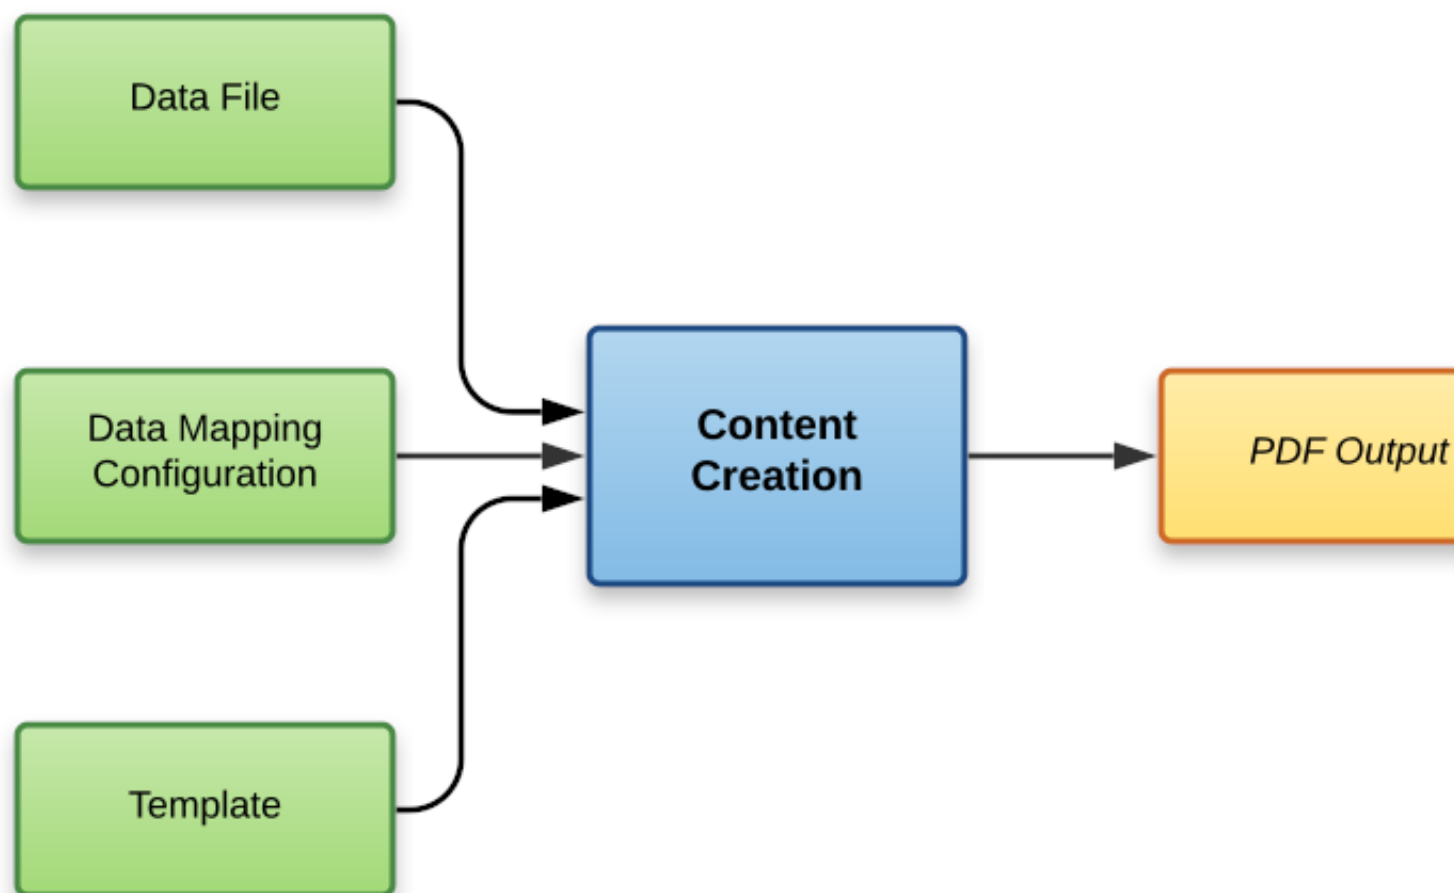 Data File
Data Mapping
Configuration
Content
Creation
PDF Output
Template